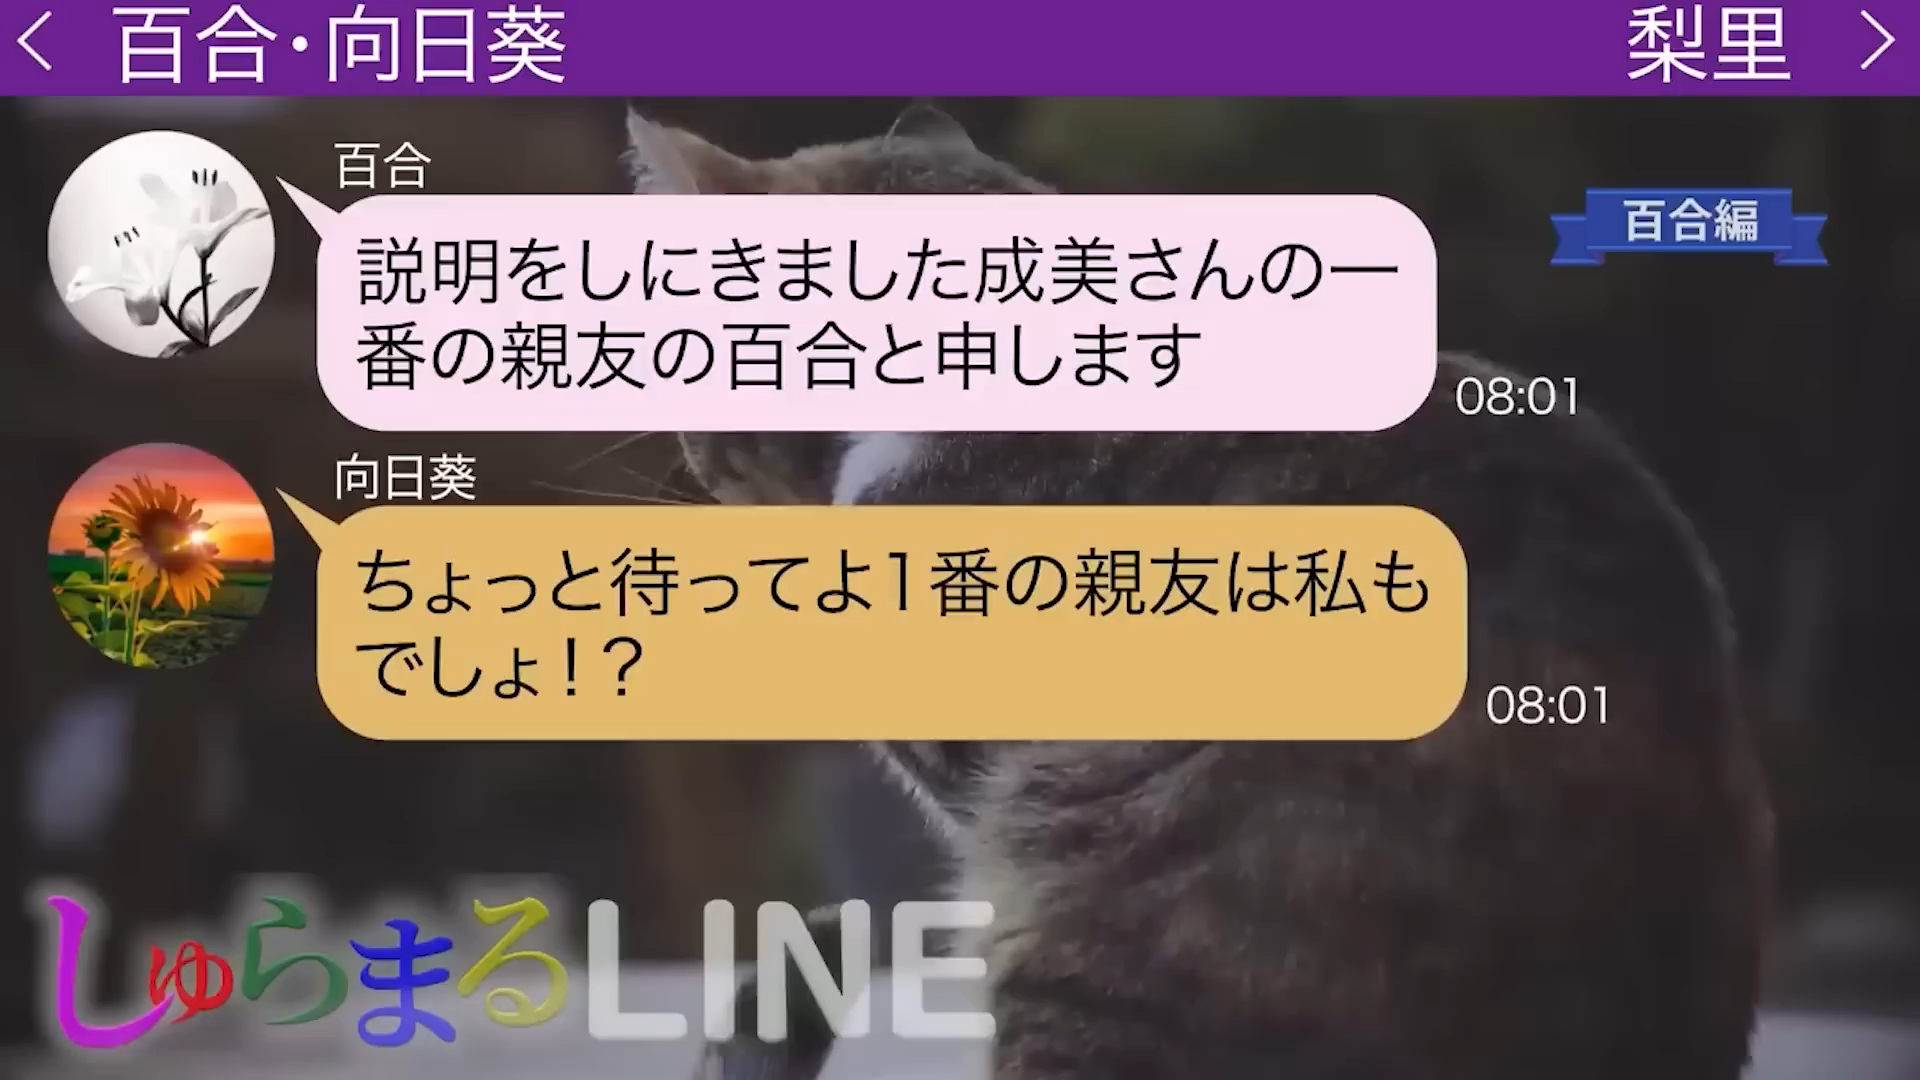 百合・向日葵
梨里
百合
百合編
説明をしにきました成美さんの一
番の親友の百合と申します
08:01
向日葵
ちょっと待ってよ1番の親友は私も
でしょ！？
08:01
しゅらまるLINE